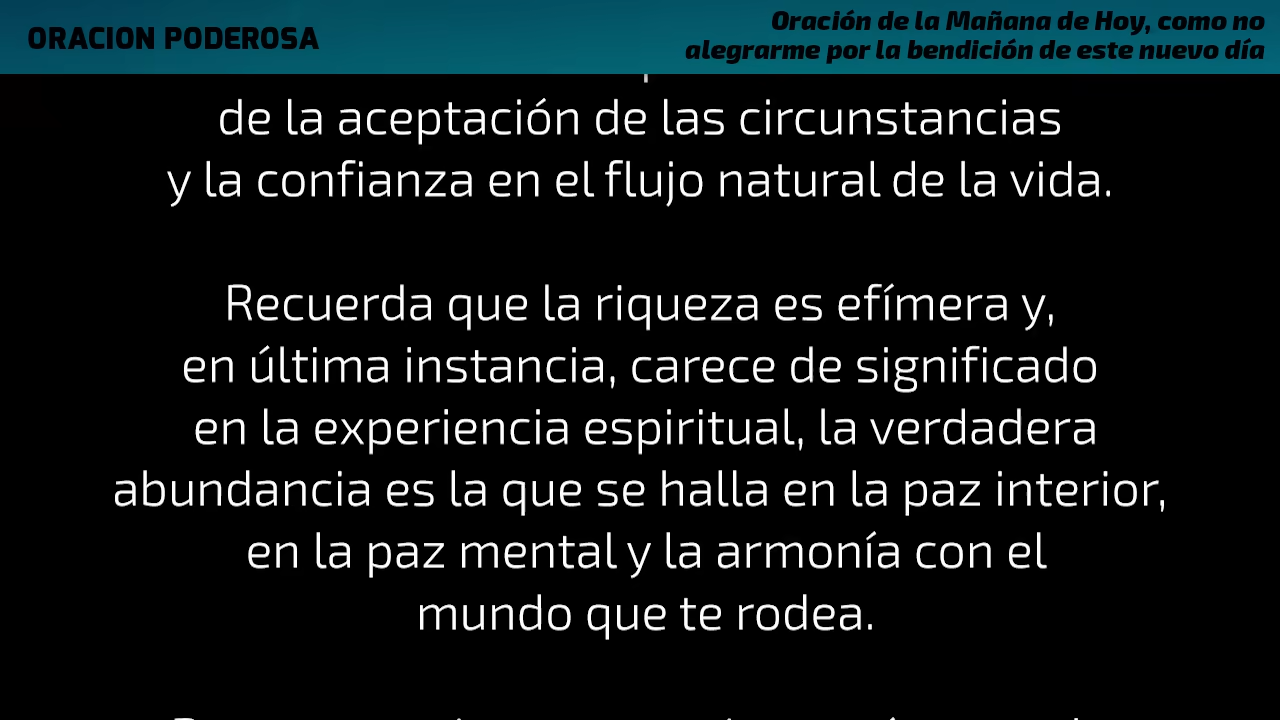 ORACION PODEROSA
Oración de la Mañana de Hoy, como no
alegrarme por la bendición de este nuevo día
de la aceptación de las circunstancias
y la confianza en el flujo natural de la vida.
Recuerda que la riqueza es efímera y,
en última instancia, carece de significado
en la experiencia espiritual, la verdadera
abundancia es la que se halla en la paz interior,
en la paz mental y la armonía con el
mundo que te rodea.